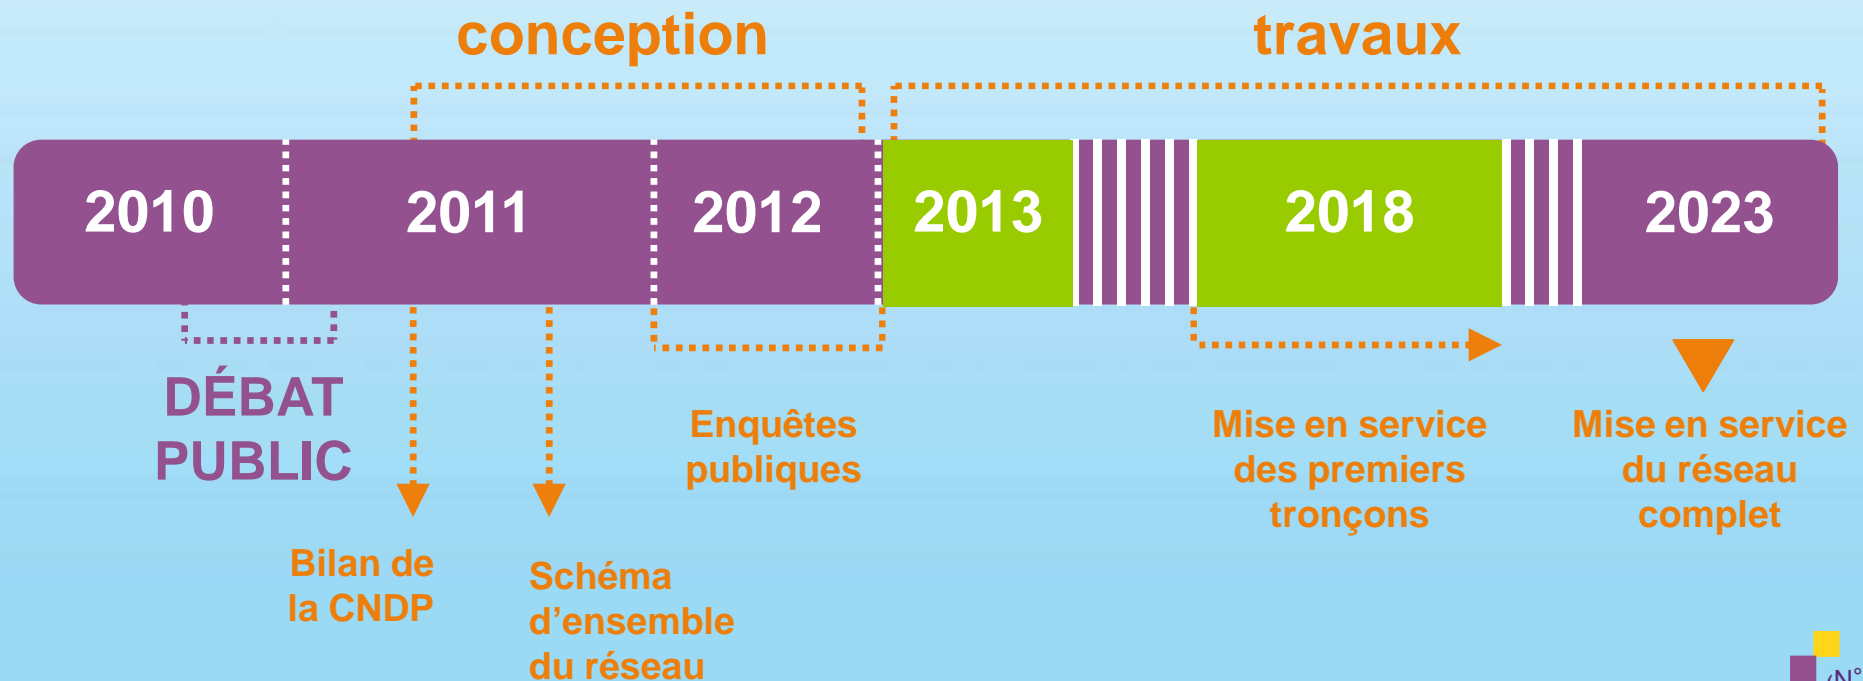 conception
travaux
2010
2011
2012
2013
2018
2023
DÉBAT
PUBLIC
Enquêtes
publiques
Mise en service
des premiers
tronçons
Mise en service
du réseau
complet
Bilan de
la CNDP
Schéma
d’ensemble
du réseau
‹N°